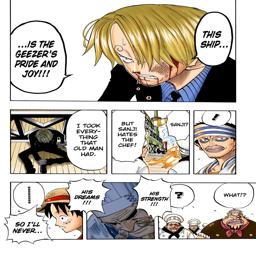 THIS
SHIP...
...IS THE
GEEZER'S
PRIDE AND
JOY!!!
SANJI?
BUT
SANJI
HATES
THE
CHEF!
I TOOK
EVERY-
THING
THAT
OLD MAN
HAD.
WHAT!?
?
HIS
STRENGTH!
HIS
DREAMS!
SO I'LL
NEVER...